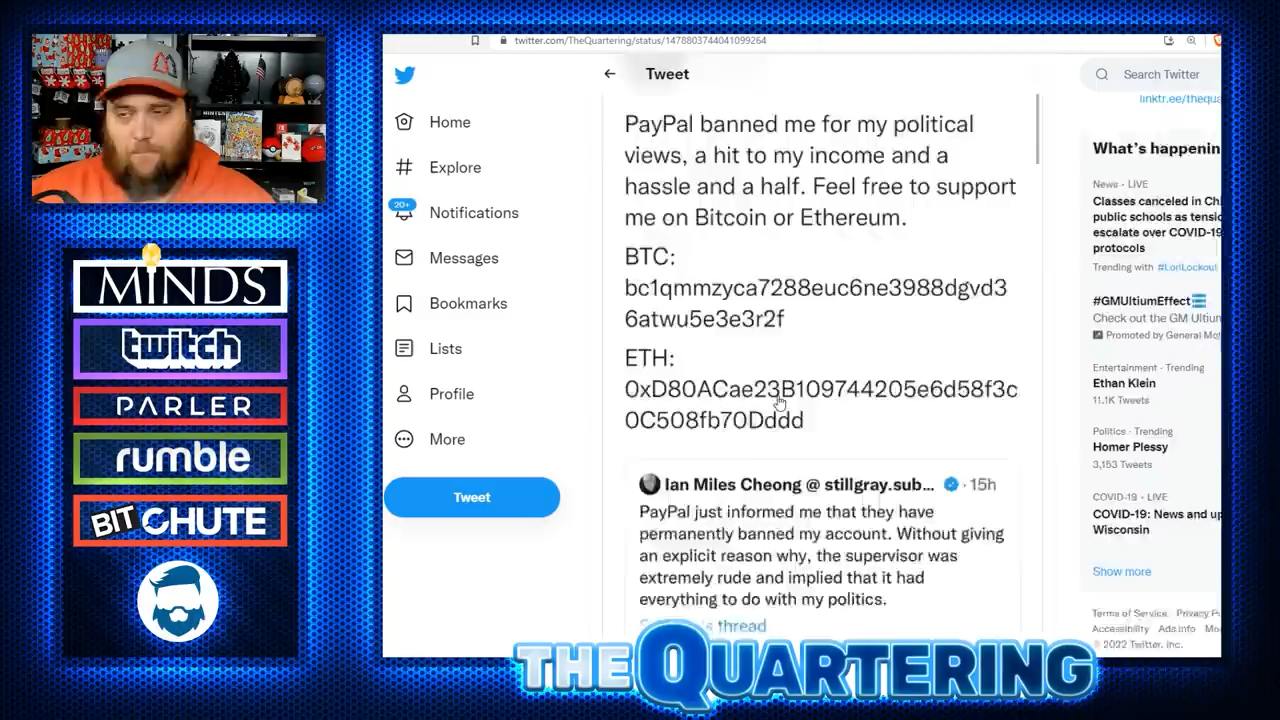 twitter.com/TheQuartering/status/1478803744041099264
Tweet
Search Twitter
Home
Explore
20+
Notifications
Messages
Bookmarks
Lists
Profile
More
Tweet
PayPal banned me for my political
views, a hit to my income and a
hassle and a half. Feel free to support
me on Bitcoin or Ethereum.
BTC:
bc1qmmzyca7288euc6ne3988dgvd3
6atwu5e3e3r2f
ETH:
0xD80ACae23B109744205e6d58f3c
0C508fb70Dddd
Ian Miles Cheong @ stillgray.sub... · 15h
PayPal just informed me that they have
permanently banned my account. Without giving
an explicit reason why, the supervisor was
extremely rude and implied that it had
everything to do with my politics.
thread
linktr.ee/thequa
What's happenin
News · LIVE
Classes canceled in Ch
public schools as tensio
escalate over COVID-19
protocols
Trending with #LoriLockout
#GMUltiumEffect
Check out the GM Ultium
Promoted by General Mo
Entertainment · Trending
Ethan Klein
11.1K Tweets
Politics · Trending
Homer Plessy
3,153 Tweets
COVID-19 · LIVE
COVID-19: News and up
Wisconsin
Show more
Terms of Service Privacy P
Accessibility Ads info Mo
© 2022 Twitter, Inc.
MINDS
twitch
PARLER
rumble
BIT CHUTE
THE QUARTERING